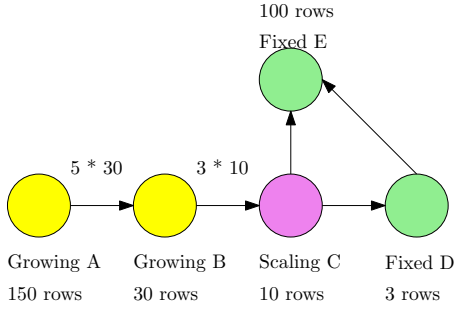 100 rows
Fixed E
5 * 30
3 * 10
Growing A
Growing B
Scaling C
Fixed D
150 rows
30 rows
10 rows
3 rows